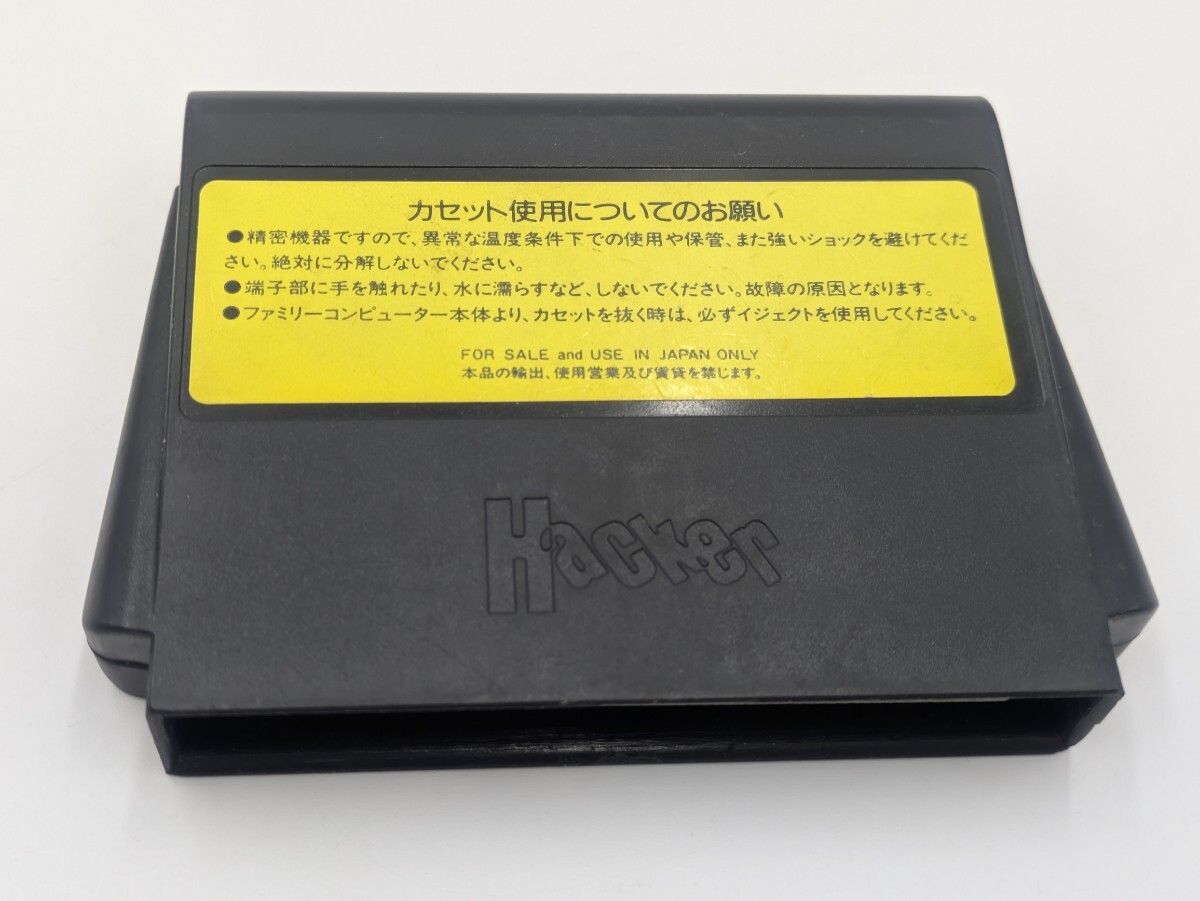 カセット使用についてのお願い
●精密機器ですので、異常な温度条件下での使用や保管、また強いショックを避けてくだ
さい。絶対に分解しないでください。
●端子部に手を触れたり、水に濡らすなど、しないでください。故障の原因となります。
●ファミリーコンピューター本体より、カセットを抜く時は、必ずイジェクトを使用してください。
FOR SALE and USE IN JAPAN ONLY
本品の輸出、使用営業及び賃貸を禁じます。
Hacker